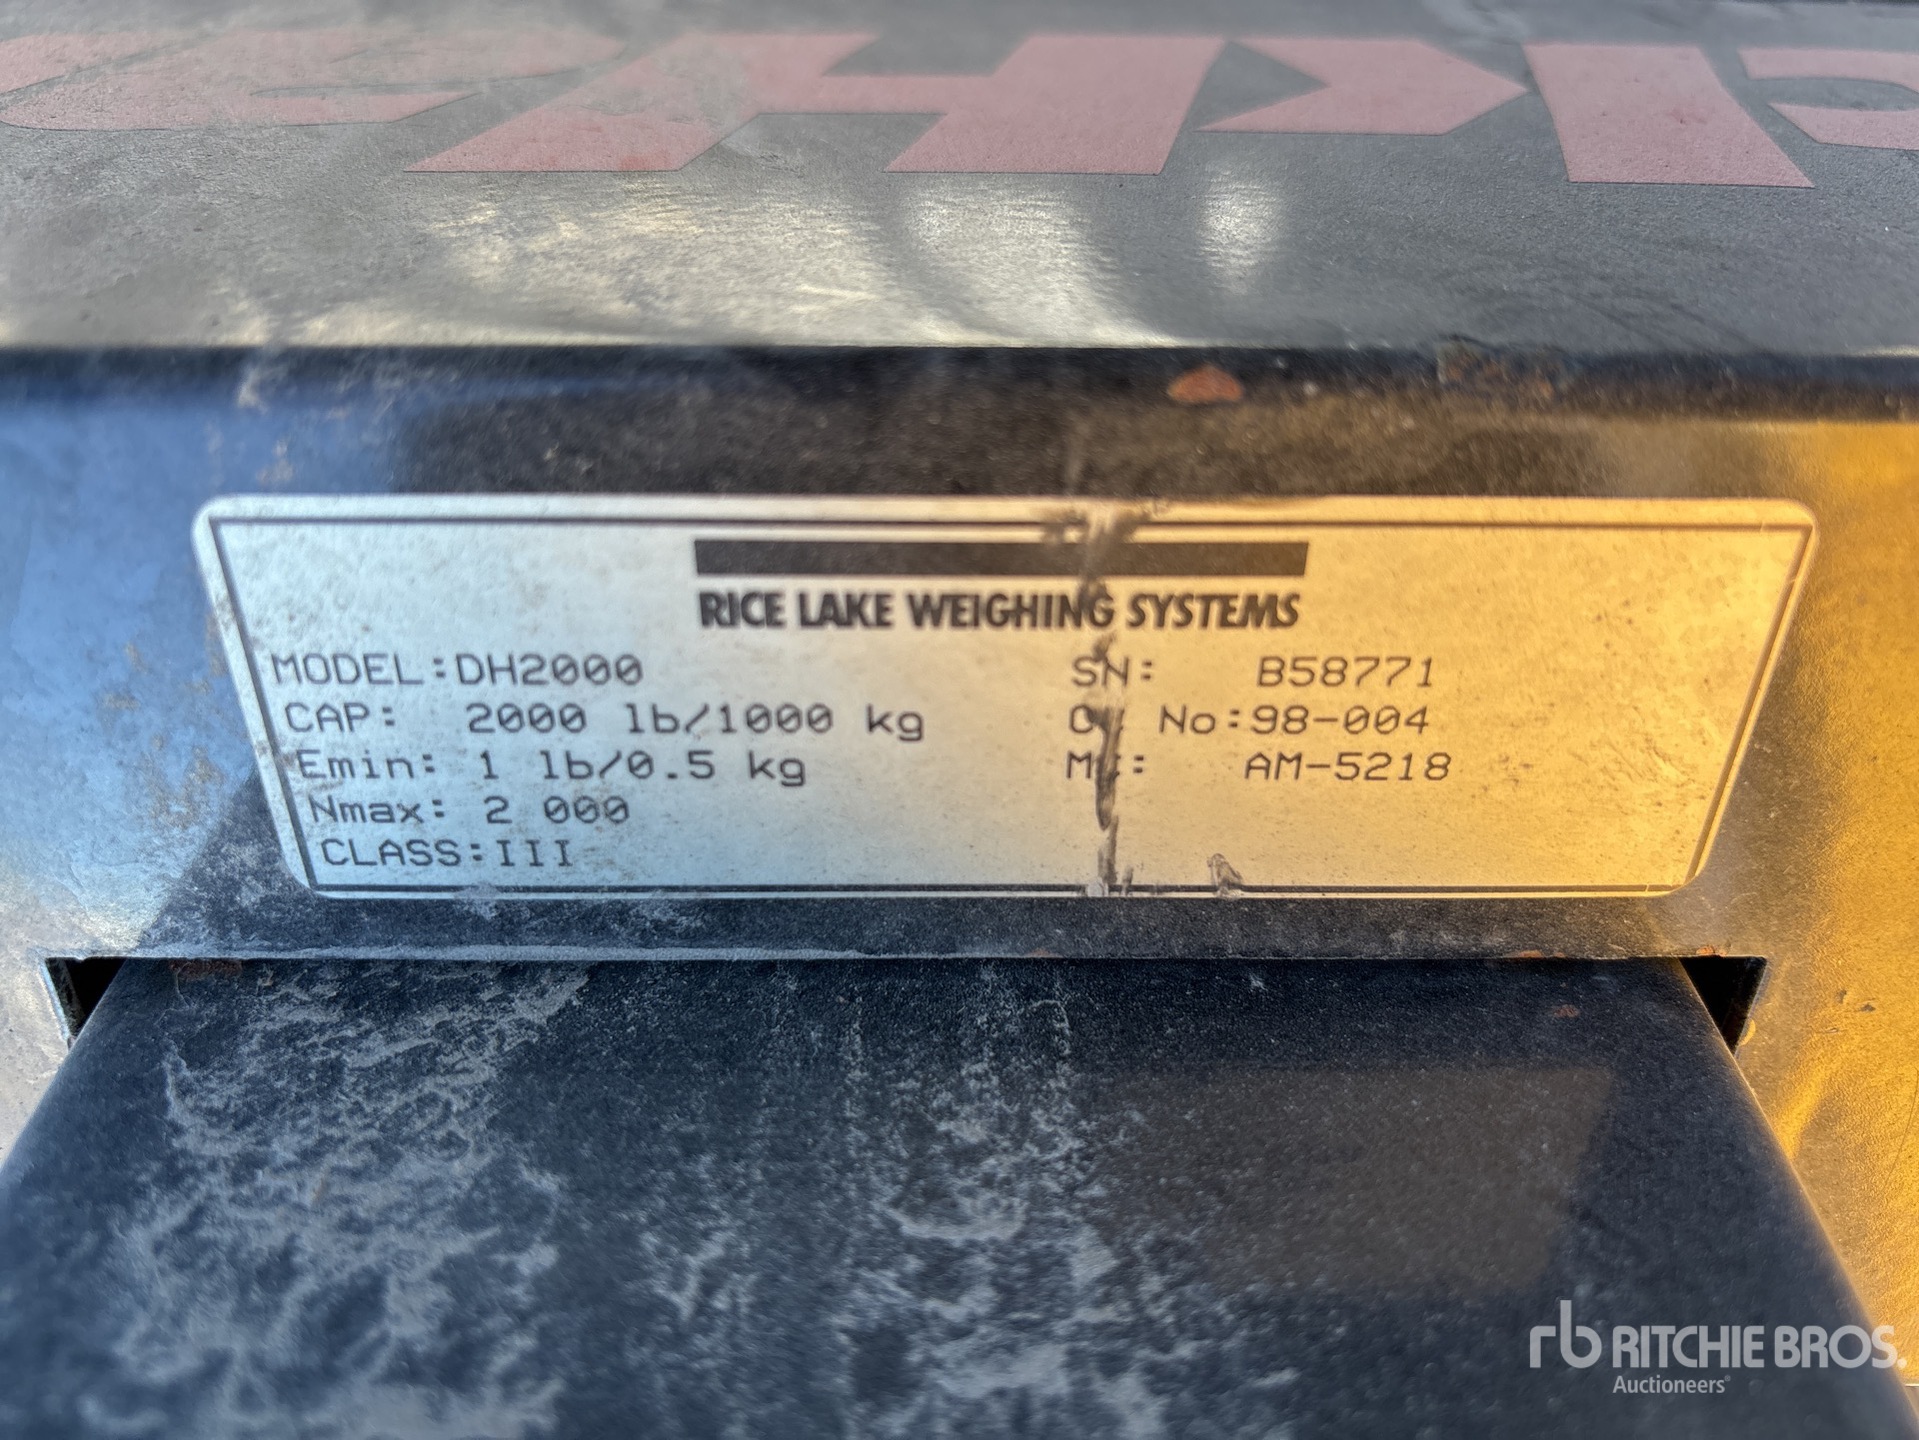 RICE LAKE WEIGHING SYSTEMS
MODEL:DH2000
CAP: 2000 lb/1000 kg
Emin: 1 lb/0.5 kg
Nmax: 2 000
CLASS:III
SN: B58771
No:98-004
AM-5218
rb RITCHIE BROS.
Auctioneers